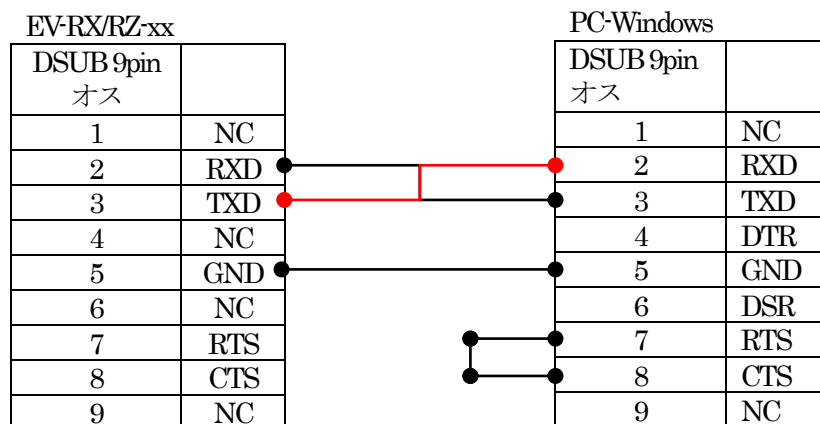 EV-RX/RZ-xx
DSUB 9pin
オス
1 NC
2 RXD
3 TXD
4 NC
5 GND
6 NC
7 RTS
8 CTS
9 NC
PC-Windows
DSUB 9pin
オス
1 NC
2 RXD
3 TXD
4 DTR
5 GND
6 DSR
7 RTS
8 CTS
9 NC